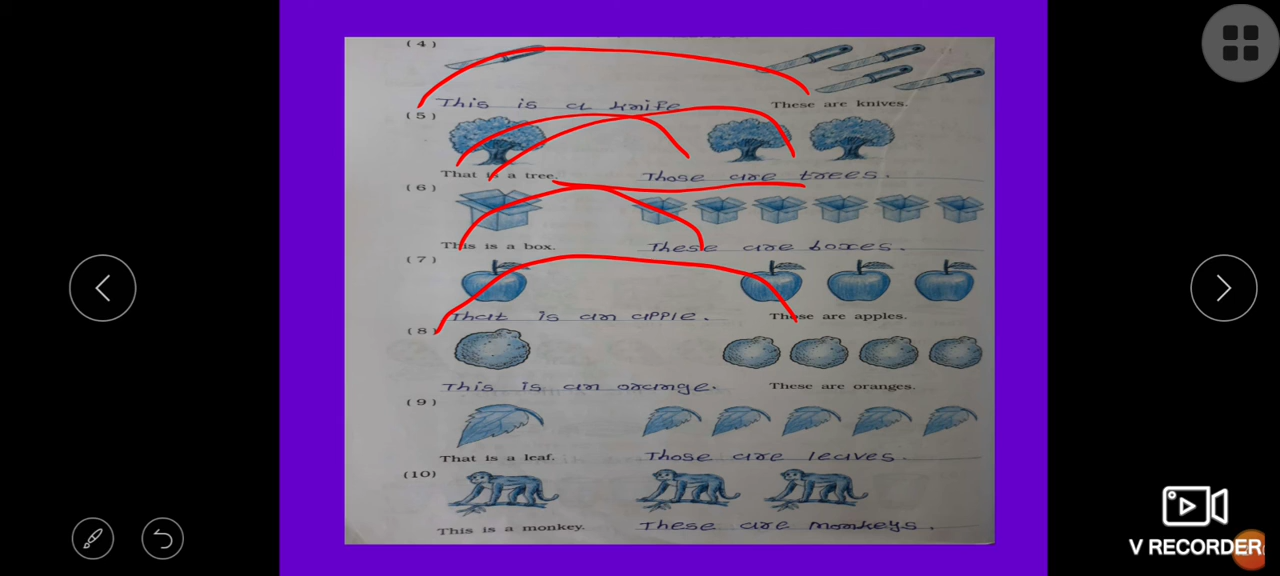 (4)
This is a knife These are knives.
(5)
That is a tree. Those are trees.
(6)
This is a box. These are boxes.
(7)
That is an apple. Those are apples.
(8)
This is an orange. These are oranges.
(9)
That is a leaf. Those are leaves.
(10)
This is a monkey. These are monkeys.
V RECORDER